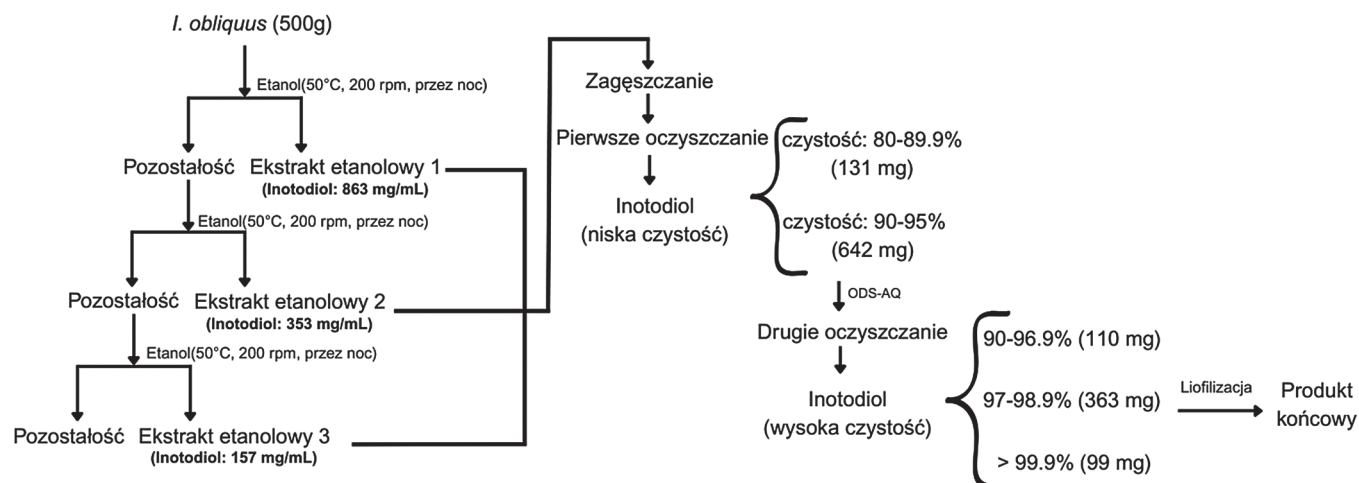 I. obliquus (500g)
Etanol(50°C, 200 rpm, przez noc)
Pozostałość
Ekstrakt etanolowy 1
(Inotodiol: 863 mg/mL)
Etanol(50°C, 200 rpm, przez noc)
Pozostałość
Ekstrakt etanolowy 2
(Inotodiol: 353 mg/mL)
Etanol(50°C, 200 rpm, przez noc)
Pozostałość
Ekstrakt etanolowy 3
(Inotodiol: 157 mg/mL)
Zagęszczanie
Pierwsze oczyszczanie
Inotodiol
(niska czystość)
czystość: 80-89.9%
(131 mg)
czystość: 90-95%
(642 mg)
ODS-AQ
Drugie oczyszczanie
Inotodiol
(wysoka czystość)
90-96.9% (110 mg)
97-98.9% (363 mg)
> 99.9% (99 mg)
Liofilizacja
Produkt
końcowy